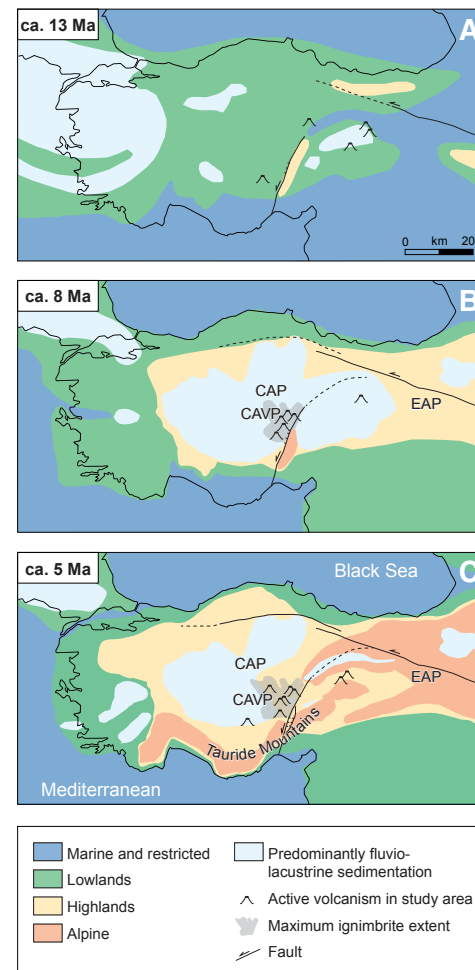 ca. 13 Ma
A
0 km 20
ca. 8 Ma
B
CAP
CAVP
EAP
ca. 5 Ma
Black Sea
C
CAP
CAVP
EAP
Tauride Mountains
Mediterranean
Marine and restricted
Lowlands
Highlands
Alpine
Predominantly fluvio-
lacustrine sedimentation
Active volcanism in study area
Maximum ignimbrite extent
Fault